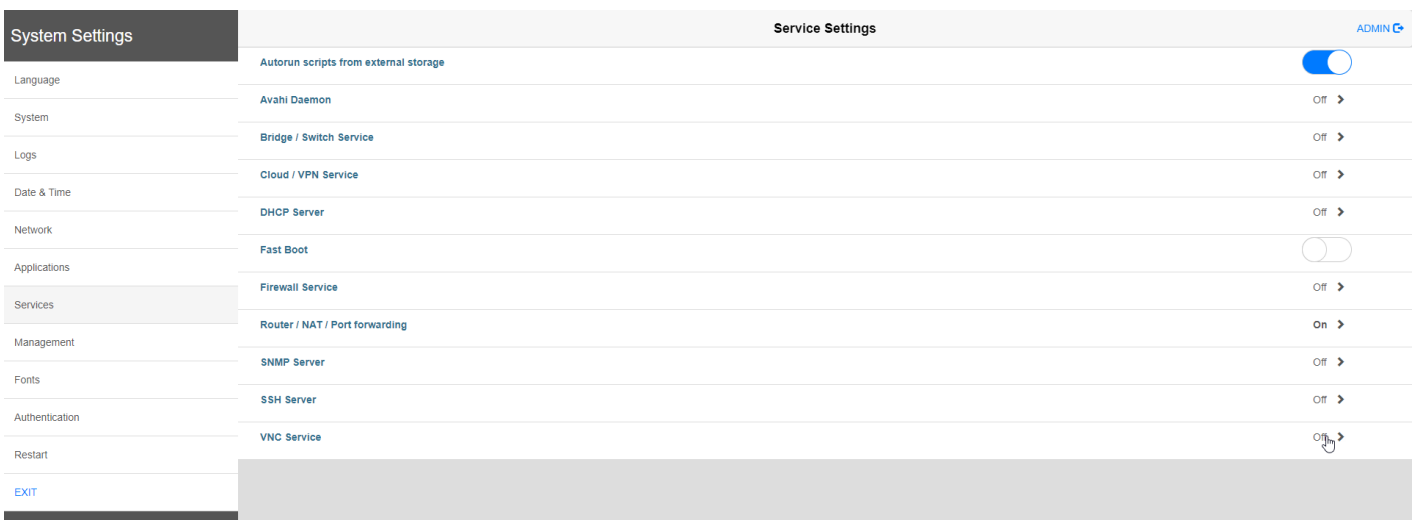 System Settings
Service Settings
ADMIN
Language
System
Logs
Date & Time
Network
Applications
Services
Management
Fonts
Authentication
Restart
EXIT
Autorun scripts from external storage
Avahi Daemon Off
Bridge / Switch Service Off
Cloud / VPN Service Off
DHCP Server Off
Fast Boot
Firewall Service Off
Router / NAT / Port forwarding On
SNMP Server Off
SSH Server Off
VNC Service Off